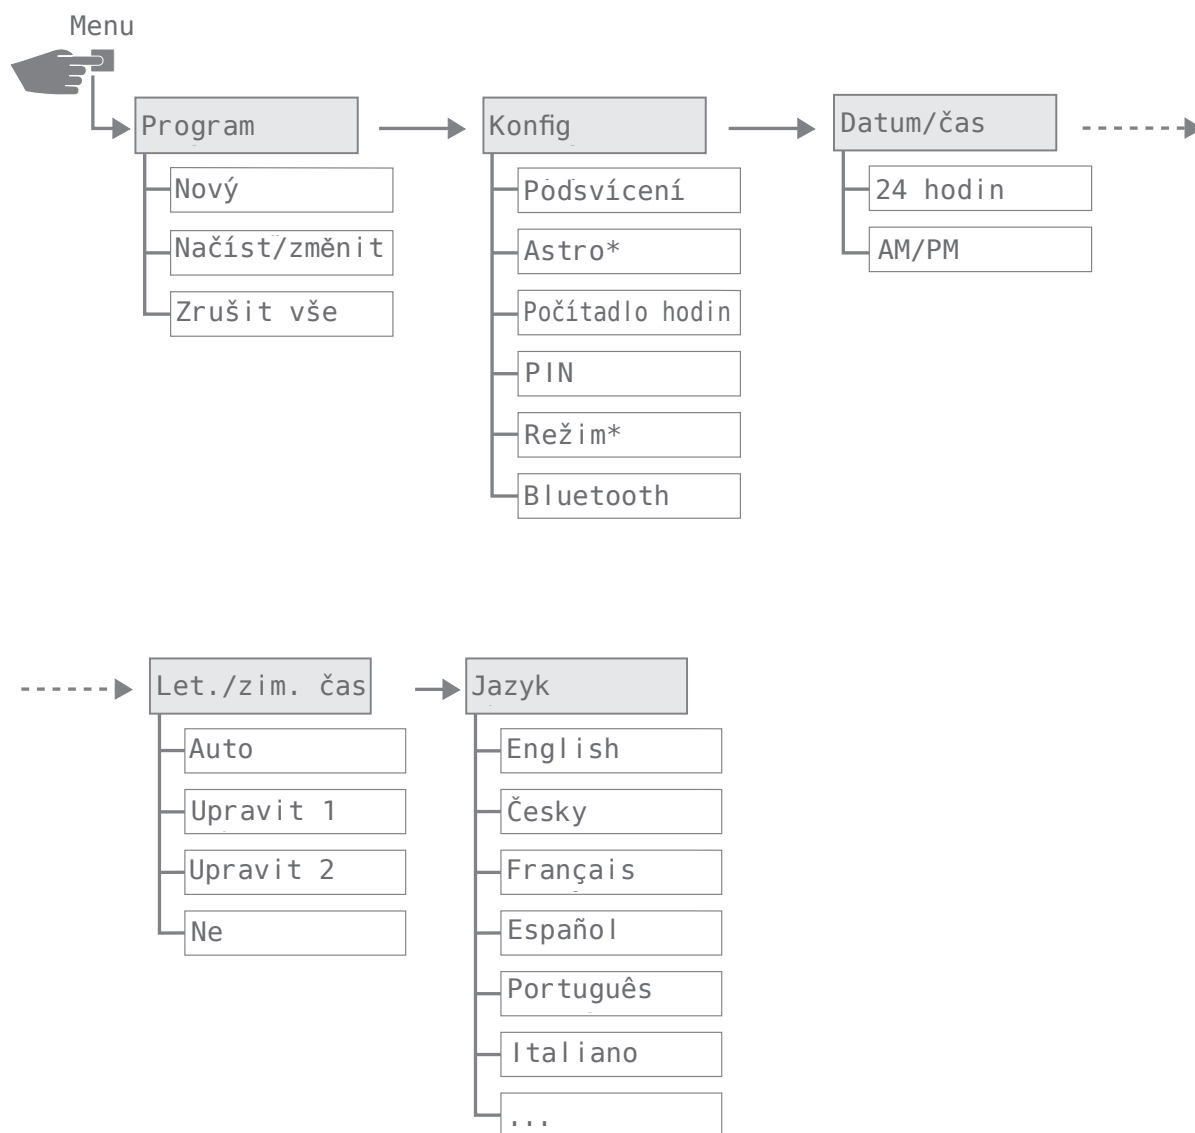 Menu
Program
Nový
Načíst/změnit
Zrušit vše
Konfig
Podsvícení
Astro*
Počítadlo hodin
PIN
Režim*
Bluetooth
Datum/čas
24 hodin
AM/PM
Let./zim. čas
Auto
Upravit 1
Upravit 2
Ne
Jazyk
English
Česky
Français
Español
Português
Italiano
...